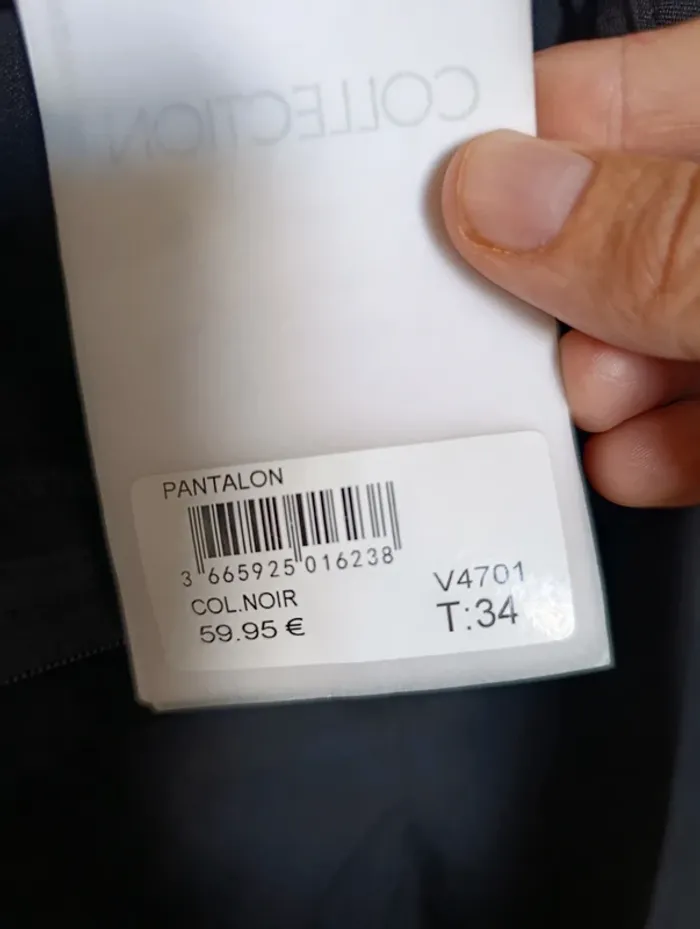 COLLECTION
PANTALON
3 665925 016238
COL.NOIR
59.95 €
V4701
T:34